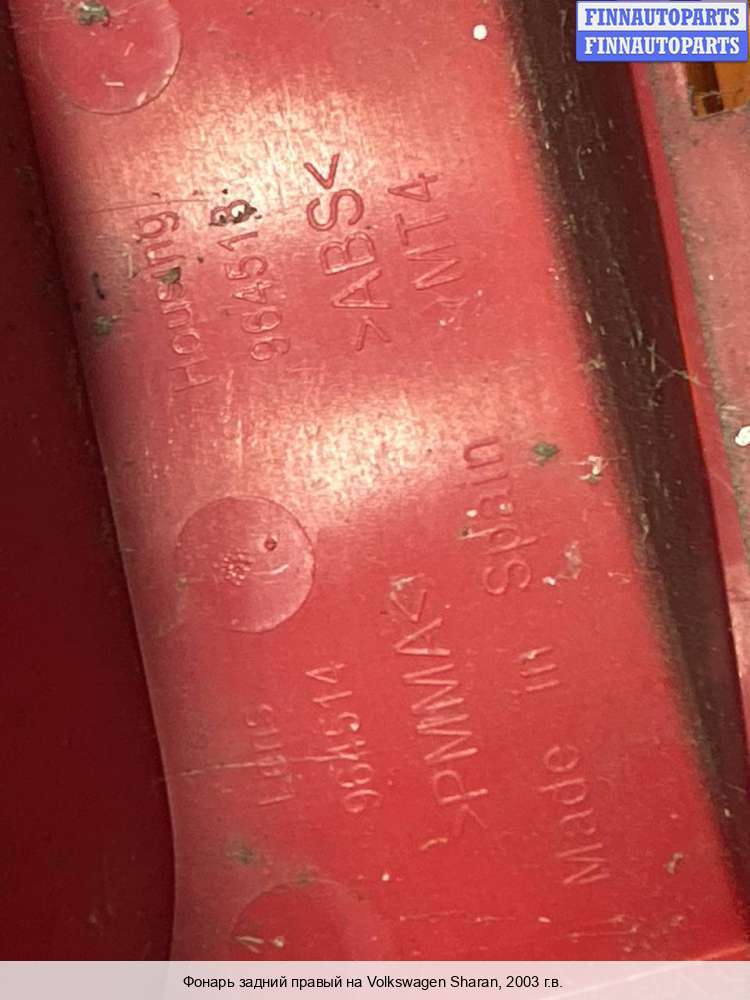 FINNAUTOPARTS
FINNAUTOPARTS
Housing
964513
>ABS<
MT4
Lens
964514
>PMMA<
Made in Spain
Фонарь задний правый на Volkswagen Sharan, 2003 г.в.